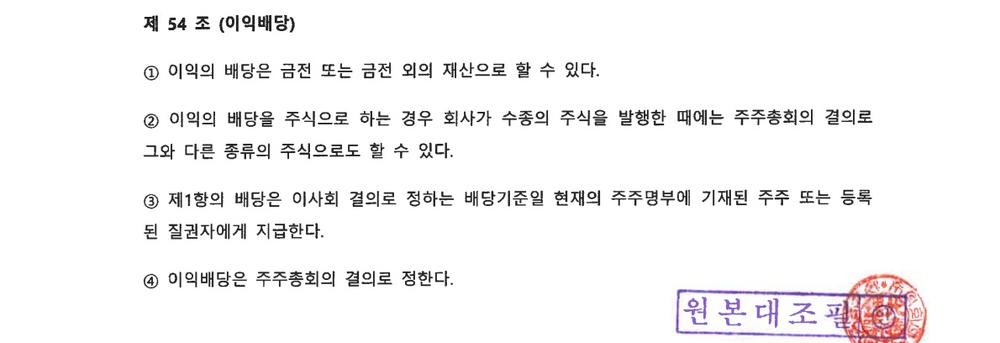 제 54 조 (이익배당)
① 이익의 배당은 금전 또는 금전 외의 재산으로 할 수 있다.
② 이익의 배당을 주식으로 하는 경우 회사가 수종의 주식을 발행한 때에는 주주총회의 결의로
그와 다른 종류의 주식으로도 할 수 있다.
③ 제1항의 배당은 이사회 결의로 정하는 배당기준일 현재의 주주명부에 기재된 주주 또는 등록
된 질권자에게 지급한다.
④ 이익배당은 주주총회의 결의로 정한다.
원본대조필